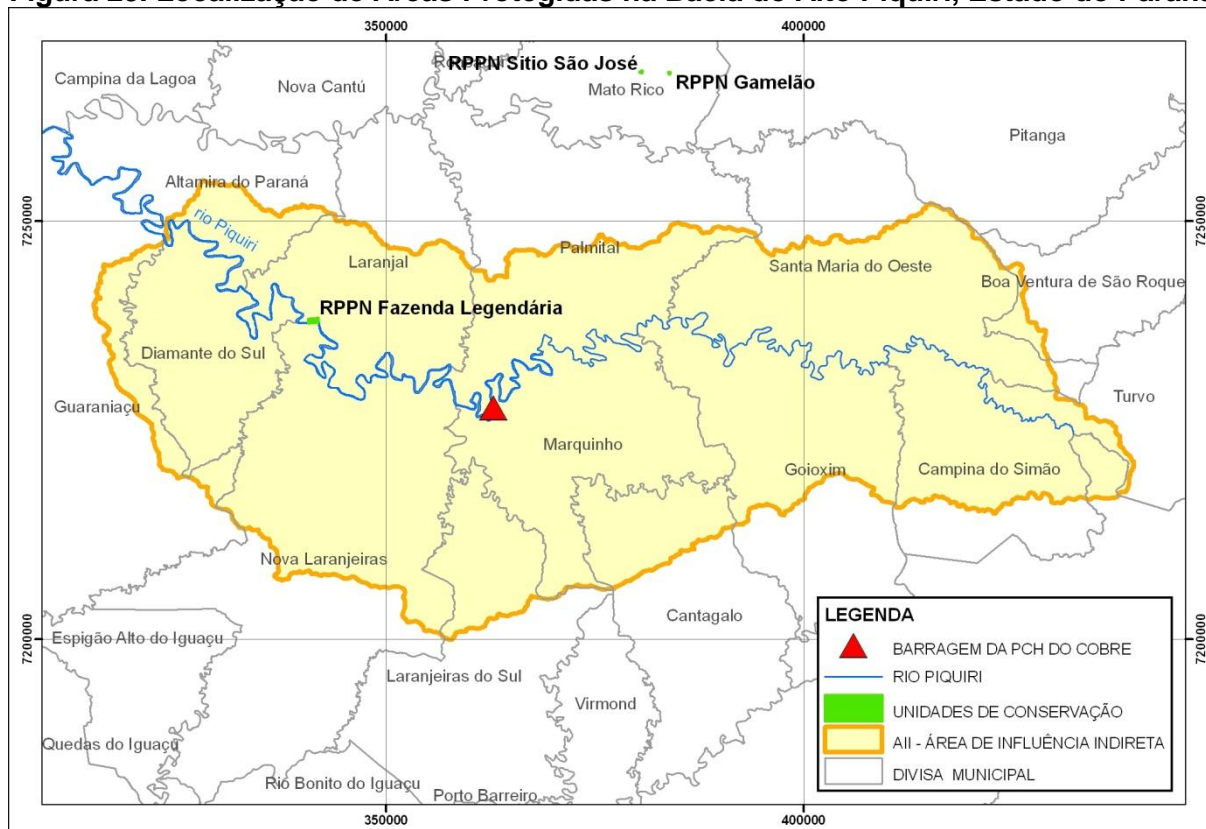 350000
400000
RPPN Sitio São José
RPPN Gamelão
Campina da Lagoa
Nova Cantú
Mato Rico
Pitanga
Altamira do Paraná
7250000
7250000
rio Piquiri
Laranjal
Palmital
Santa Maria do Oeste
Boa Ventura de São Roque
RPPN Fazenda Legendária
Diamante do Sul
Guaraniaçu
Turvo
Marquinho
Goioxim
Campina do Simão
Nova Laranjeiras
Cantagalo
Espigão Alto do Iguaçu
7200000
7200000
Laranjeiras do Sul
Virmond
Quedas do Iguaçu
Rio Bonito do Iguaçu
Porto Barreiro
LEGENDA
BARRAGEM DA PCH DO COBRE
RIO PIQUIRI
UNIDADES DE CONSERVAÇÃO
AII - ÁREA DE INFLUÊNCIA INDIRETA
DIVISA MUNICIPAL
350000
400000